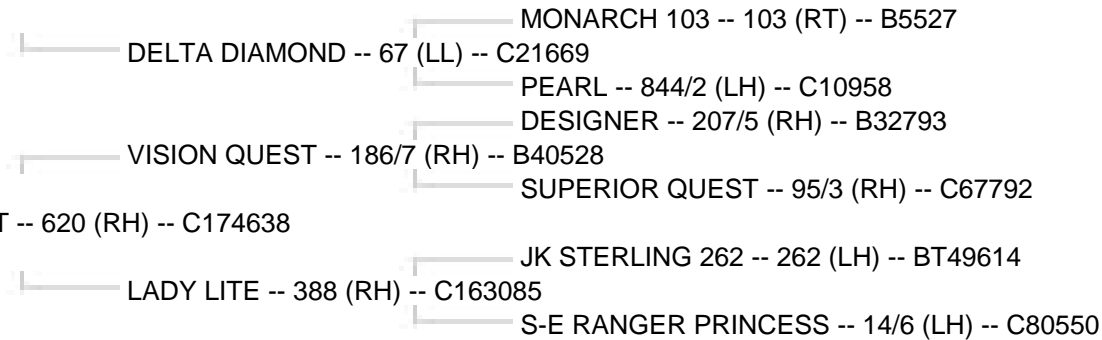 MONARCH 103 -- 103 (RT) -- B5527
DELTA DIAMOND -- 67 (LL) -- C21669
PEARL -- 844/2 (LH) -- C10958
DESIGNER -- 207/5 (RH) -- B32793
VISION QUEST -- 186/7 (RH) -- B40528
SUPERIOR QUEST -- 95/3 (RH) -- C67792
T -- 620 (RH) -- C174638
JK STERLING 262 -- 262 (LH) -- BT49614
LADY LITE -- 388 (RH) -- C163085
S-E RANGER PRINCESS -- 14/6 (LH) -- C80550